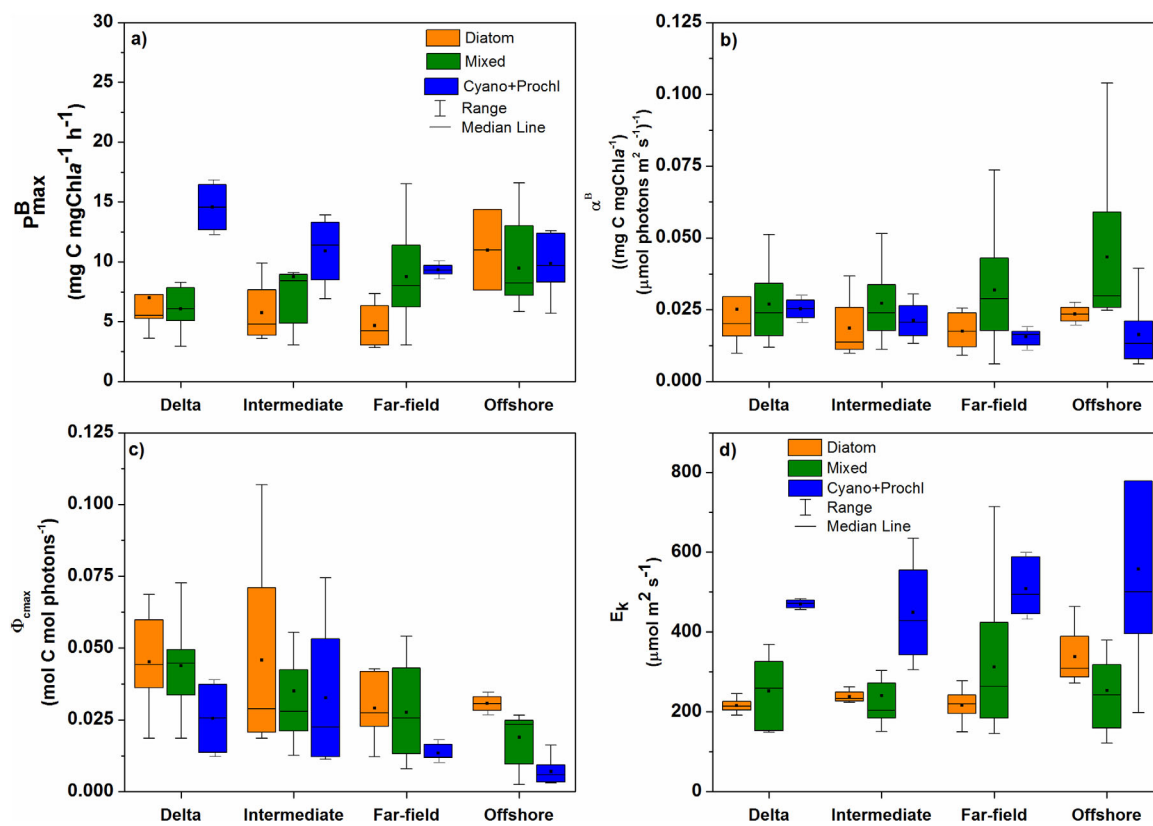 a)
P^B_max
(mg C mgChla^-1 h^-1)
30
25
20
15
10
5
0
Diatom
Mixed
Cyano+Prochl
Range
Median Line
Delta Intermediate Far-field Offshore
b)
α^B
((mg C mgChla^-1)
(μmol photons m^2 s^-1)^-1)
0.125
0.100
0.075
0.050
0.025
0.000
Delta Intermediate Far-field Offshore
c)
Φ_cmax
(mol C mol photons^-1)
0.125
0.100
0.075
0.050
0.025
0.000
Delta Intermediate Far-field Offshore
d)
E_k
(μmol m^2 s^-1)
800
600
400
200
0
Diatom
Mixed
Cyano+Prochl
Range
Median Line
Delta Intermediate Far-field Offshore